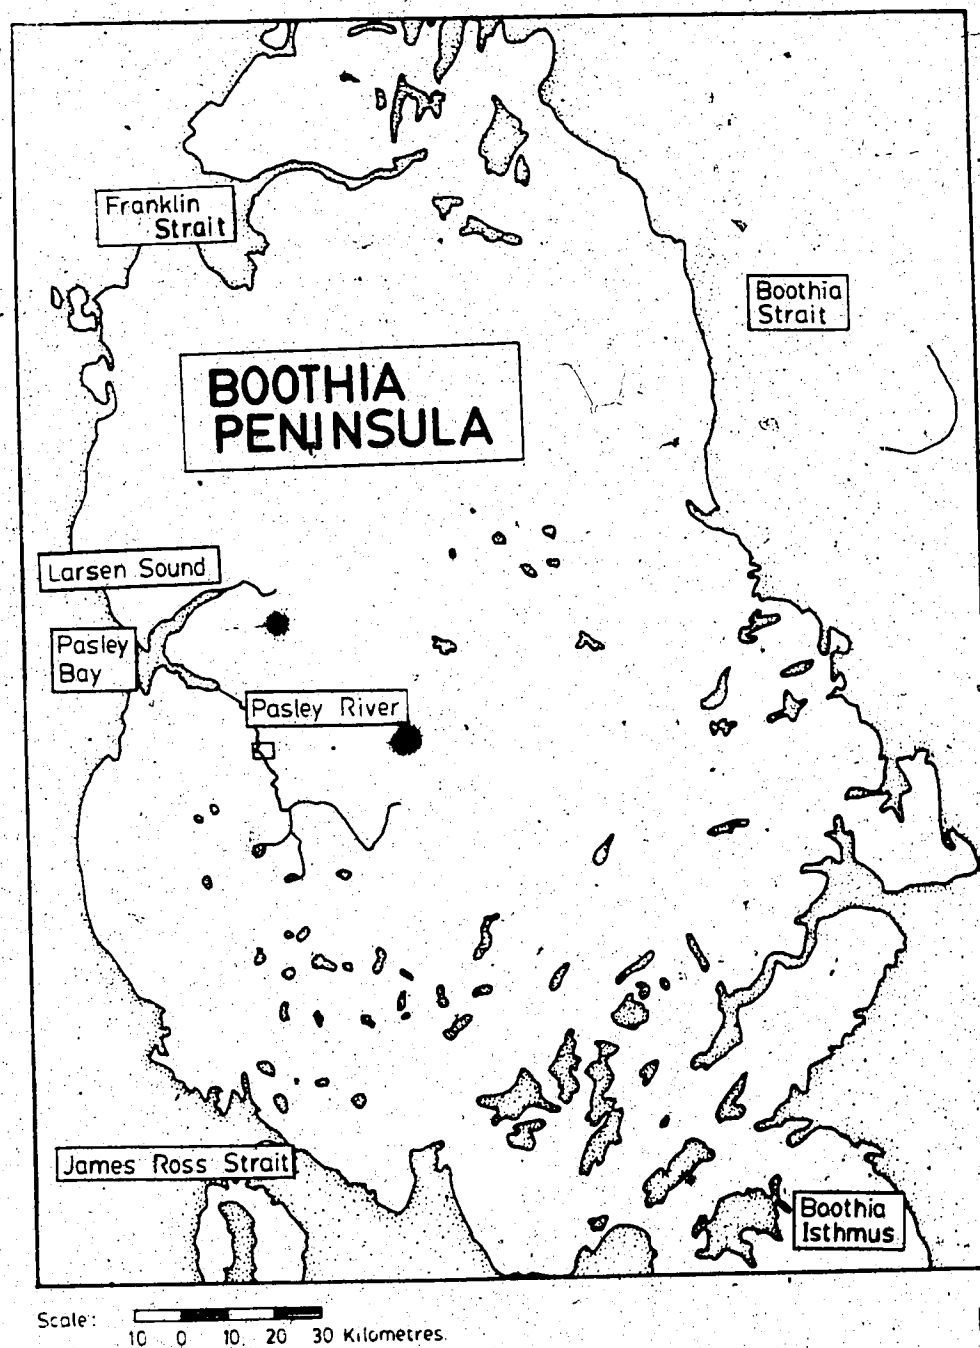 Franklin
Strait
Boothia
Strait
BOOTHIA
PENINSULA
Larsen Sound
Pasley
Bay
Pasley River
James Ross Strait
Boothia
Isthmus
Scale:
10 0 10 20 30 Kilometres.